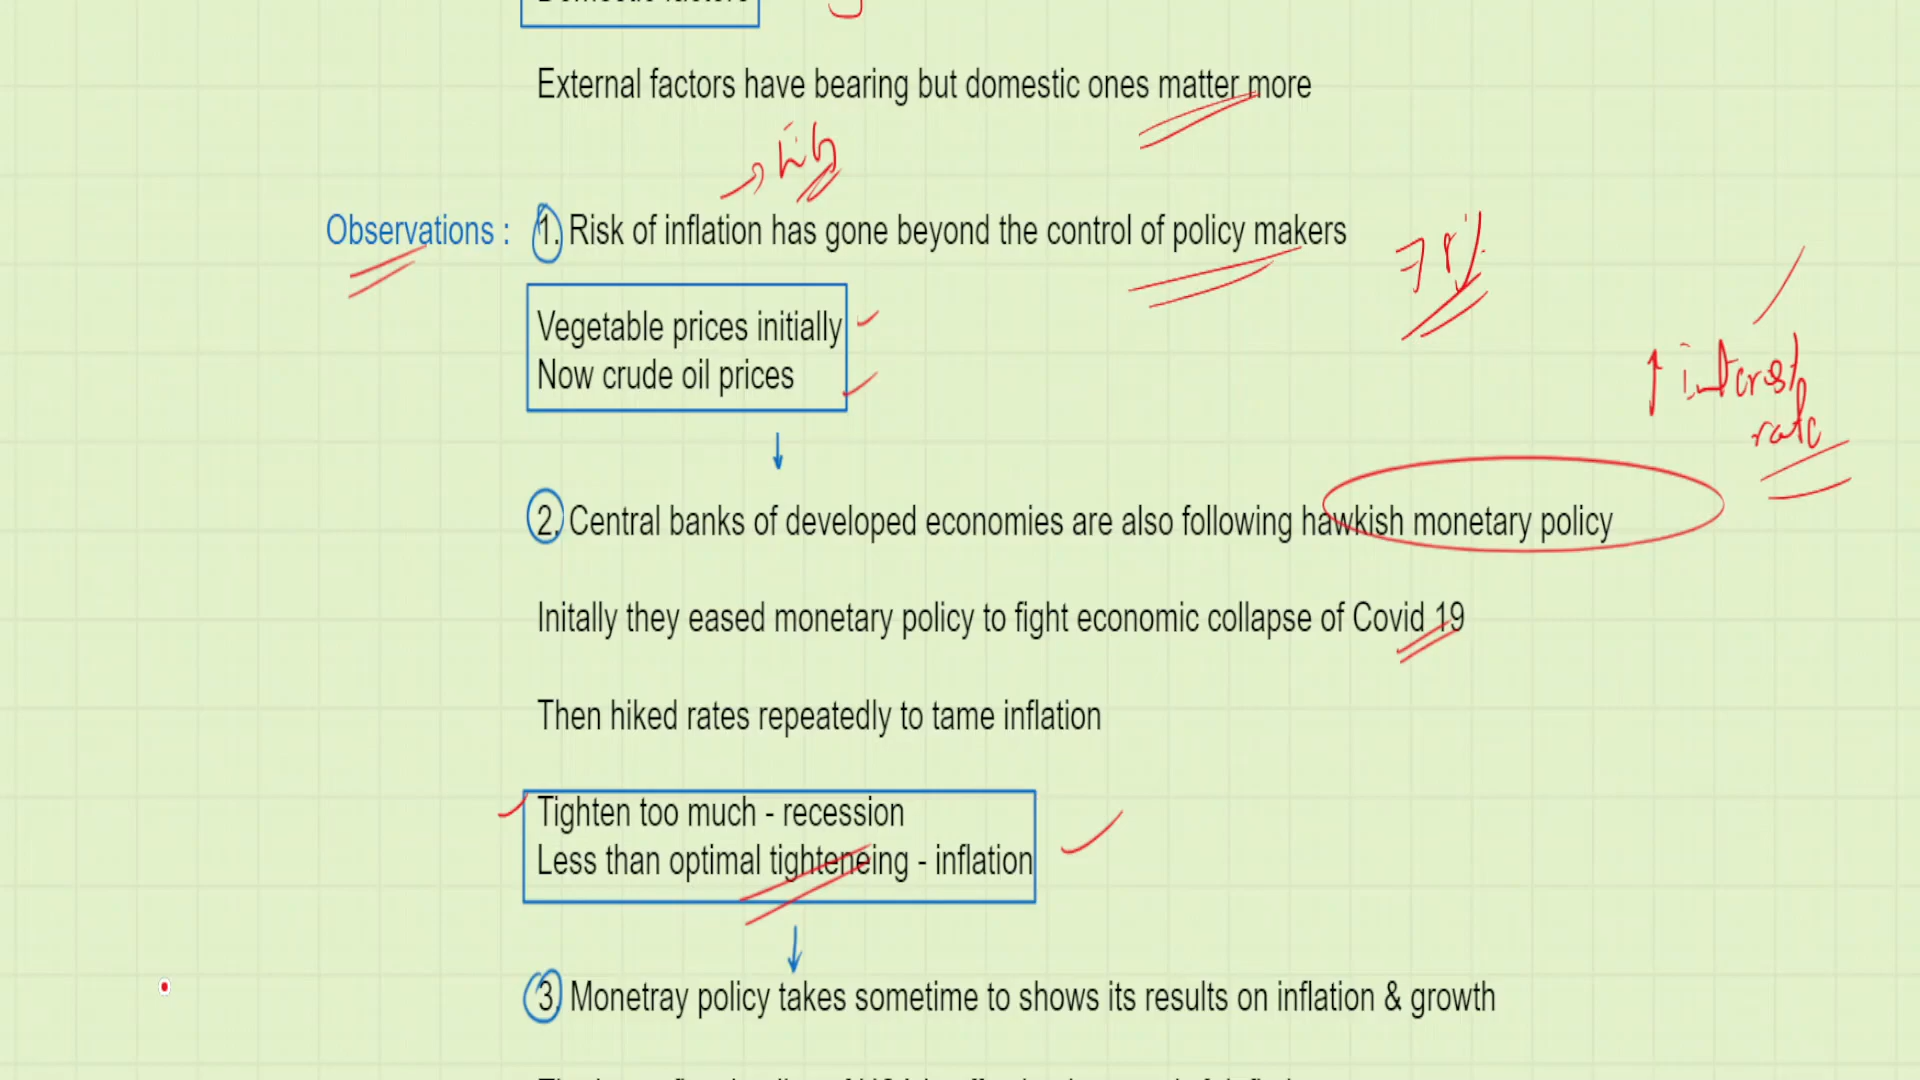 Domestic factors
External factors have bearing but domestic ones matter more
Observations : 1. Risk of inflation has gone beyond the control of policy makers
Vegetable prices initially
Now crude oil prices
↑ interest
rate
2. Central banks of developed economies are also following hawkish monetary policy
Initally they eased monetary policy to fight economic collapse of Covid 19
Then hiked rates repeatedly to tame inflation
Tighten too much - recession
Less than optimal tighteneing - inflation
3. Monetray policy takes sometime to shows its results on inflation & growth